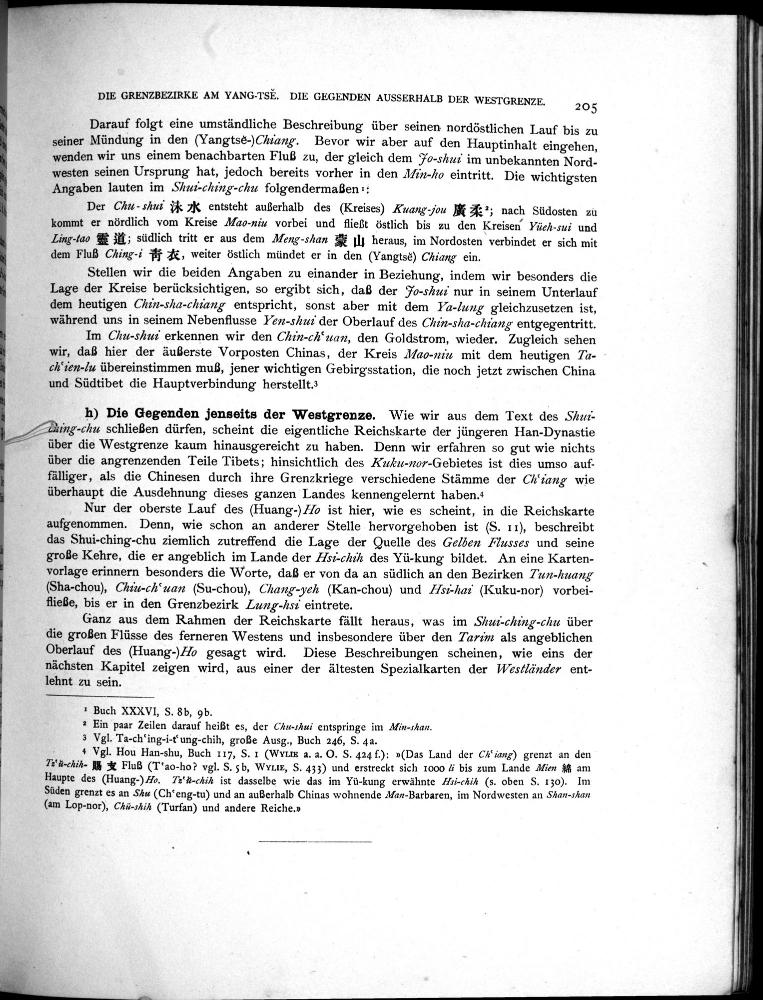 DIE GRENZBEZIRKE AM YANG-TSĔ. DIE GEGENDEN AUSSERHALB DER WESTGRENZE.
205
Darauf folgt eine umständliche Beschreibung über seinen nordöstlichen Lauf bis zu
seiner Mündung in den (Yangtsĕ-)Chiang. Bevor wir aber auf den Hauptinhalt eingehen,
wenden wir uns einem benachbarten Fluß zu, der gleich dem Jo-shui im unbekannten Nord-
westen seinen Ursprung hat, jedoch bereits vorher in den Min-ho eintritt. Die wichtigsten
Angaben lauten im Shui-ching-chu folgendermaßen¹:
Der Chu-shui 沫水 entsteht außerhalb des (Kreises) Kuang-jou 廣柔²; nach Südosten zu
kommt er nördlich vom Kreise Mao-niu vorbei und fließt östlich bis zu den Kreisen Yüeh-sui und
Ling-tao 靈道; südlich tritt er aus dem Meng-shan 蒙山 heraus, im Nordosten verbindet er sich mit
dem Fluß Ching-i 靑衣, weiter östlich mündet er in den (Yangtsĕ) Chiang ein.
Stellen wir die beiden Angaben zu einander in Beziehung, indem wir besonders die
Lage der Kreise berücksichtigen, so ergibt sich, daß der Jo-shui nur in seinem Unterlauf
dem heutigen Chin-sha-chiang entspricht, sonst aber mit dem Ya-lung gleichzusetzen ist,
während uns in seinem Nebenflusse Yen-shui der Oberlauf des Chin-sha-chiang entgegentritt.
Im Chu-shui erkennen wir den Chin-ch‘uan, den Goldstrom, wieder. Zugleich sehen
wir, daß hier der äußerste Vorposten Chinas, der Kreis Mao-niu mit dem heutigen Ta-
ch‘ien-lu übereinstimmen muß, jener wichtigen Gebirgsstation, die noch jetzt zwischen China
und Südtibet die Hauptverbindung herstellt.³
h) Die Gegenden jenseits der Westgrenze. Wie wir aus dem Text des Shui-
ching-chu schließen dürfen, scheint die eigentliche Reichskarte der jüngeren Han-Dynastie
über die Westgrenze kaum hinausgereicht zu haben. Denn wir erfahren so gut wie nichts
über die angrenzenden Teile Tibets; hinsichtlich des Kuku-nor-Gebietes ist dies umso auf-
fälliger, als die Chinesen durch ihre Grenzkriege verschiedene Stämme der Ch‘iang wie
überhaupt die Ausdehnung dieses ganzen Landes kennengelernt haben.⁴
Nur der oberste Lauf des (Huang-)Ho ist hier, wie es scheint, in die Reichskarte
aufgenommen. Denn, wie schon an anderer Stelle hervorgehoben ist (S. 11), beschreibt
das Shui-ching-chu ziemlich zutreffend die Lage der Quelle des Gelben Flusses und seine
große Kehre, die er angeblich im Lande der Hsi-chih des Yü-kung bildet. An eine Karten-
vorlage erinnern besonders die Worte, daß er von da an südlich an den Bezirken Tun-huang
(Sha-chou), Chiu-ch‘uan (Su-chou), Chang-yeh (Kan-chou) und Hsi-hai (Kuku-nor) vorbei-
fließe, bis er in den Grenzbezirk Lung-hsi eintrete.
Ganz aus dem Rahmen der Reichskarte fällt heraus, was im Shui-ching-chu über
die großen Flüsse des ferneren Westens und insbesondere über den Tarim als angeblichen
Oberlauf des (Huang-)Ho gesagt wird. Diese Beschreibungen scheinen, wie eins der
nächsten Kapitel zeigen wird, aus einer der ältesten Spezialkarten der Westländer ent-
lehnt zu sein.
¹ Buch XXXVI, S. 8b, 9b.
² Ein paar Zeilen darauf heißt es, der Chu-shui entspringe im Min-shan.
³ Vgl. Ta-ch‘ing-i-t‘ung-chih, große Ausg., Buch 246, S. 4a.
⁴ Vgl. Hou Han-shu, Buch 117, S. 1 (WYLIE a. a. O. S. 424 f.): »(Das Land der Ch‘iang) grenzt an den
Tz‘ŭ-chih- 賜支 Fluß (T‘ao-ho? vgl. S. 5b, WYLIE, S. 433) und erstreckt sich 1000 li bis zum Lande Mien 綿 am
Haupte des (Huang-)Ho. Tz‘ŭ-chih ist dasselbe wie das im Yü-kung erwähnte Hsi-chih (s. oben S. 130). Im
Süden grenzt es an Shu (Ch‘eng-tu) und an außerhalb Chinas wohnende Man-Barbaren, im Nordwesten an Shan-shan
(am Lop-nor), Chü-shih (Turfan) und andere Reiche.»